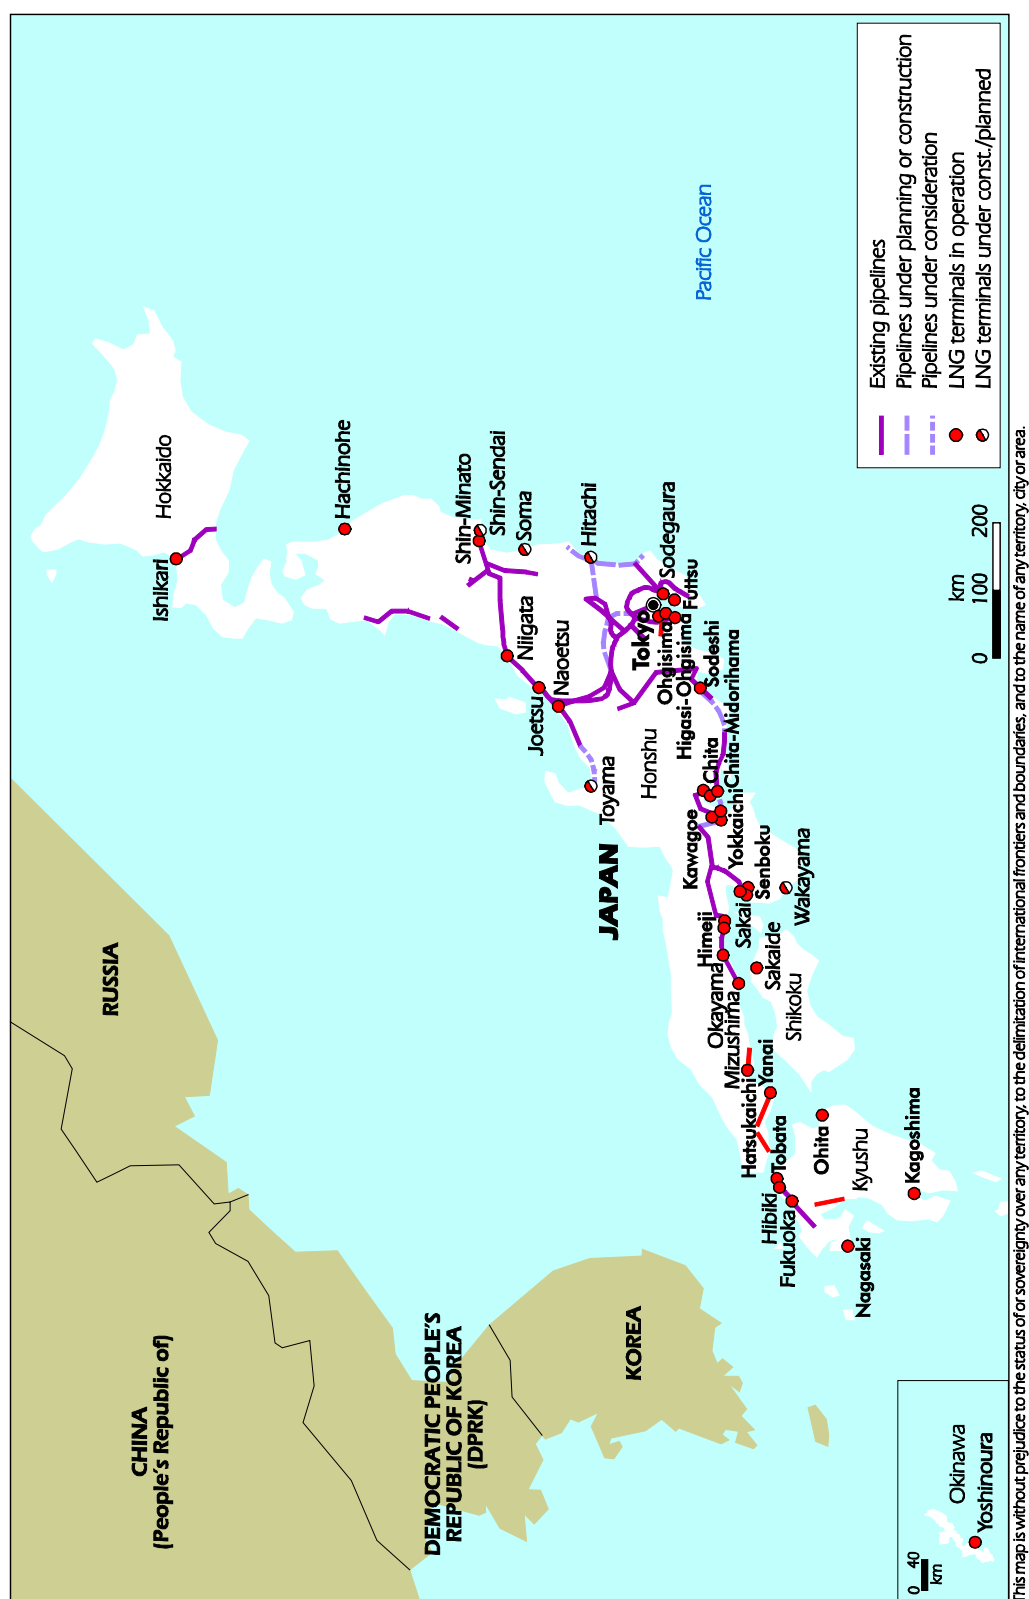 CHINA
(People's Republic of)
RUSSIA
DEMOCRATIC PEOPLE'S
REPUBLIC OF KOREA
(DPRK)
KOREA
JAPAN
Hokkaido
Ishikari
Hachinohe
Shin-Minato
Shin-Sendai
Soma
Niigata
Hitachi
Joetsu
Naoetsu
Toyama
Honshu
Tokyo
Sodegaura
Futtsu
Ohgisima
Higasi-Ohgisima
Sodeshi
Chita-Midorihama
Chita
Kawagoe
Yokkaichi
Senboku
Sakai
Wakayama
Himeji
Sakaide
Shikoku
Okayama
Mizushima
Yanai
Hatsukaichi
Tobata
Hibiki
Fukuoka
Ohita
Kyushu
Kagoshima
Nagasaki
Pacific Ocean
Existing pipelines
Pipelines under planning or construction
Pipelines under consideration
LNG terminals in operation
LNG terminals under const./planned
km
0 100 200
0 40
km
Okinawa
Yoshinoura
This map is without prejudice to the status of or sovereignty over any territory, to the delimitation of international frontiers and boundaries, and to the name of any territory, city or area.